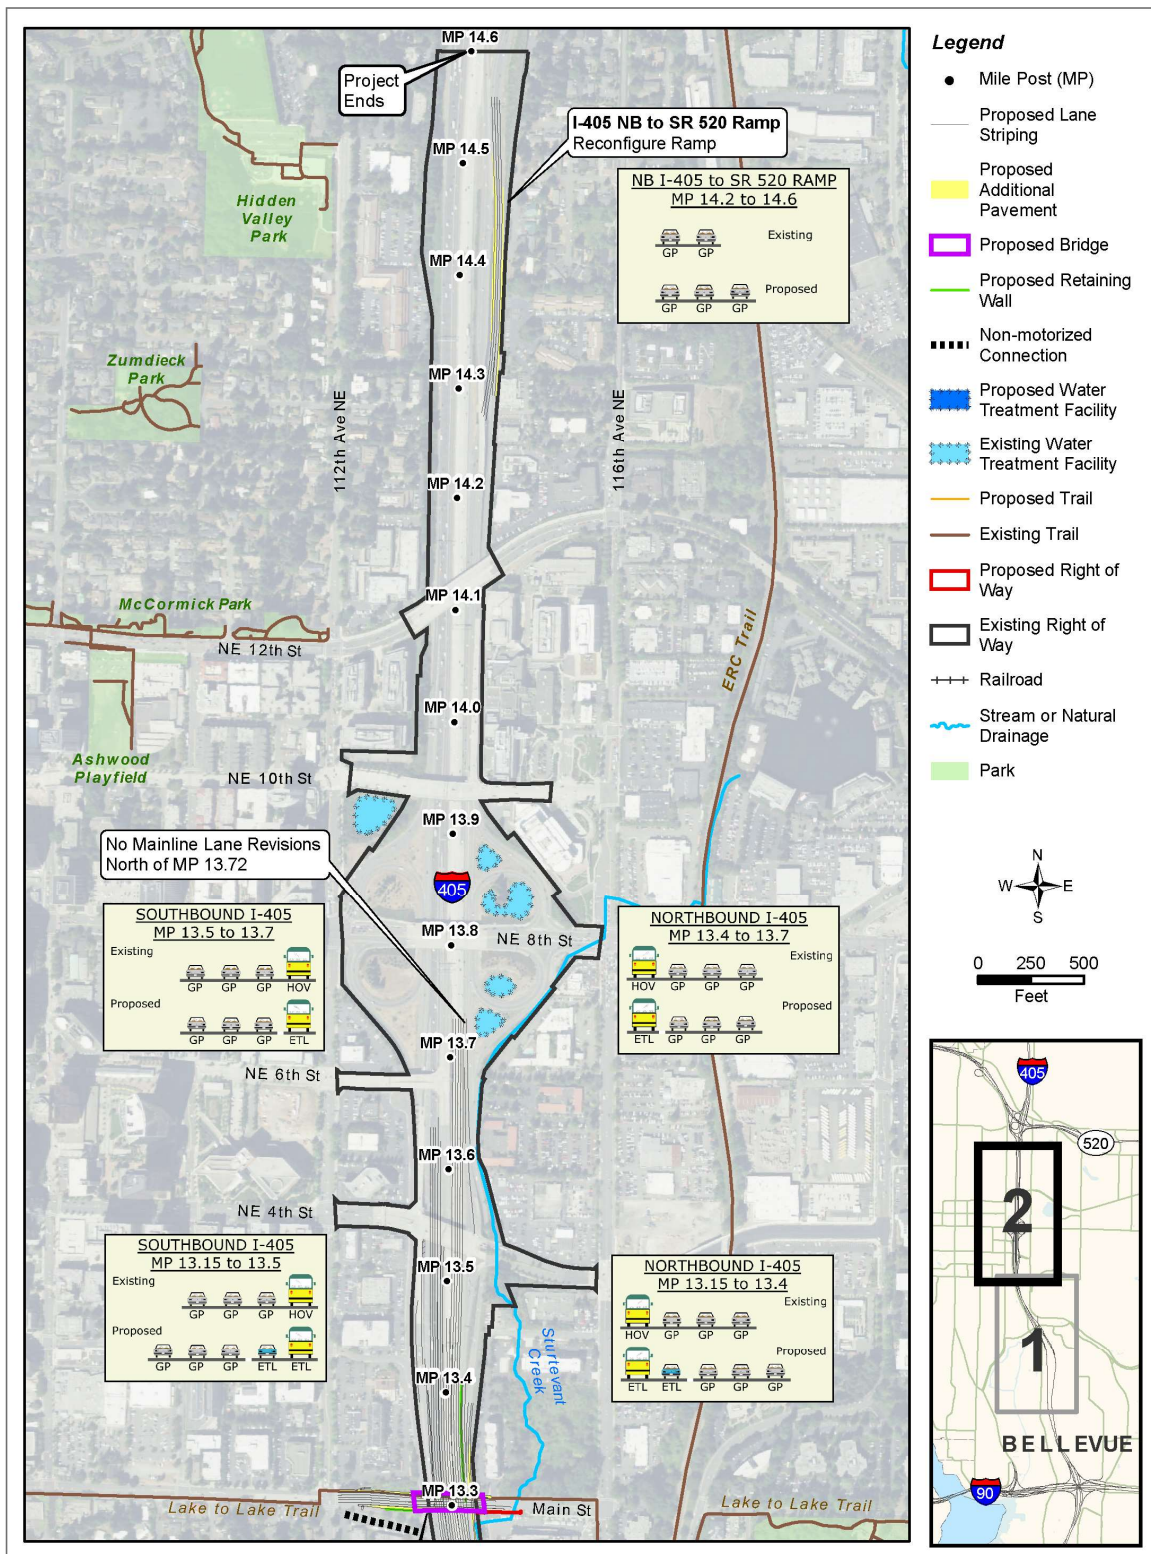 MP 14.6
Project
Ends
I-405 NB to SR 520 Ramp
Reconfigure Ramp
MP 14.5
NB I-405 to SR 520 RAMP
MP 14.2 to 14.6
Existing
GP GP
Proposed
GP GP GP
Hidden
Valley
Park
MP 14.4
Zumdieck
Park
MP 14.3
112th Ave NE
116th Ave NE
MP 14.2
McCormick Park
MP 14.1
NE 12th St
ERC Trail
MP 14.0
Ashwood
Playfield
NE 10th St
MP 13.9
No Mainline Lane Revisions
North of MP 13.72
405
SOUTHBOUND I-405
MP 13.5 to 13.7
Existing
GP GP GP HOV
Proposed
GP GP GP ETL
MP 13.8
NE 8th St
NORTHBOUND I-405
MP 13.4 to 13.7
Existing
HOV GP GP GP
Proposed
ETL GP GP GP
MP 13.7
NE 6th St
MP 13.6
NE 4th St
SOUTHBOUND I-405
MP 13.15 to 13.5
Existing
GP GP GP HOV
Proposed
GP GP GP ETL ETL
MP 13.5
NORTHBOUND I-405
MP 13.15 to 13.4
Existing
HOV GP GP GP
Proposed
ETL ETL GP GP GP
Sturtevant
Creek
MP 13.4
MP 13.3
Lake to Lake Trail
Main St
Lake to Lake Trail
Legend
Mile Post (MP)
Proposed Lane
Striping
Proposed
Additional
Pavement
Proposed Bridge
Proposed Retaining
Wall
Non-motorized
Connection
Proposed Water
Treatment Facility
Existing Water
Treatment Facility
Proposed Trail
Existing Trail
Proposed Right of
Way
Existing Right of
Way
Railroad
Stream or Natural
Drainage
Park
N
W E
S
0 250 500
Feet
405
520
2
1
BELLEVUE
90